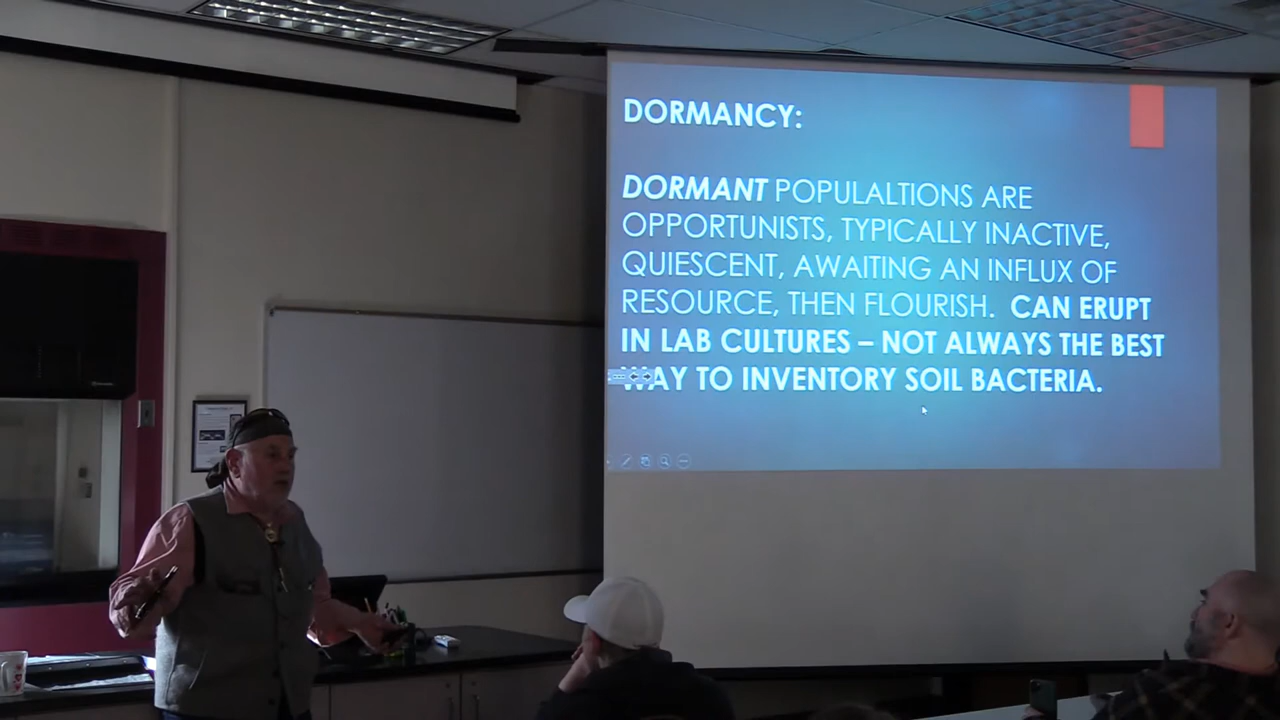 DORMANCY:
DORMANT POPULALTIONS ARE
OPPORTUNISTS, TYPICALLY INACTIVE,
QUIESCENT, AWAITING AN INFLUX OF
RESOURCE, THEN FLOURISH. CAN ERUPT
IN LAB CULTURES – NOT ALWAYS THE BEST
WAY TO INVENTORY SOIL BACTERIA.